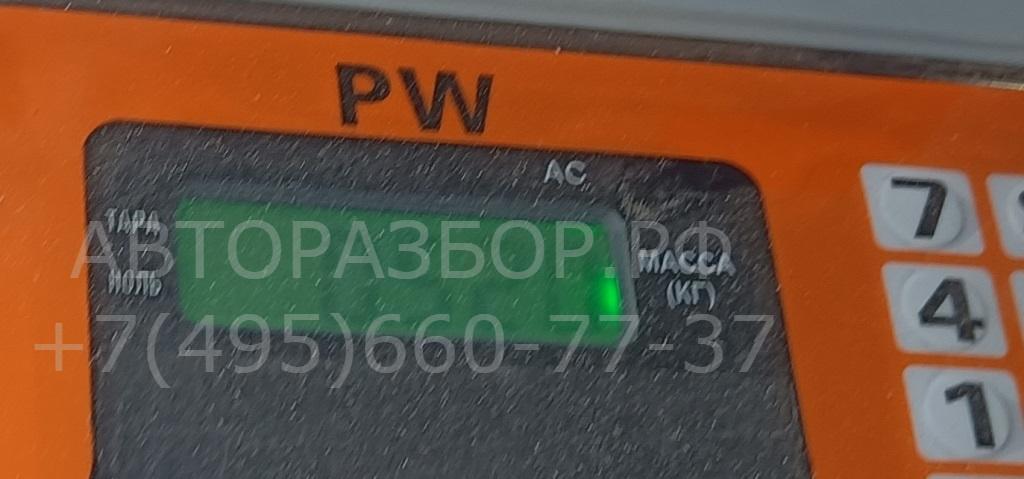 PW
AC
ТАРА
НОЛЬ
МАССА
(КГ)
АВТОРАЗБОР.РФ
+7(495)660-77-37
7
4
1